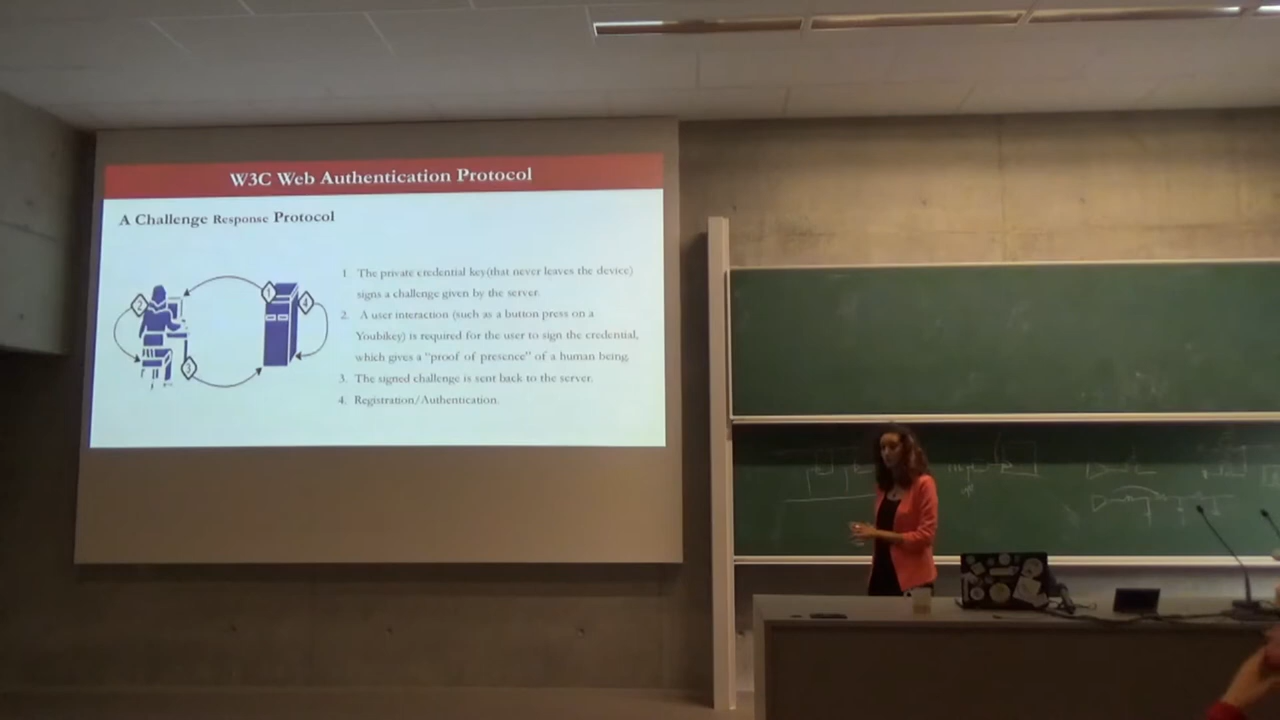 W3C Web Authentication Protocol
A Challenge Response Protocol
1 The private credential key(that never leaves the device)
signs a challenge given by the server.
2. A user interaction (such as a button press on a
Youbikey) is required for the user to sign the credential,
which gives a "proof of presence" of a human being.
3. The signed challenge is sent back to the server.
4. Registration/Authentication.
1
2
3
4